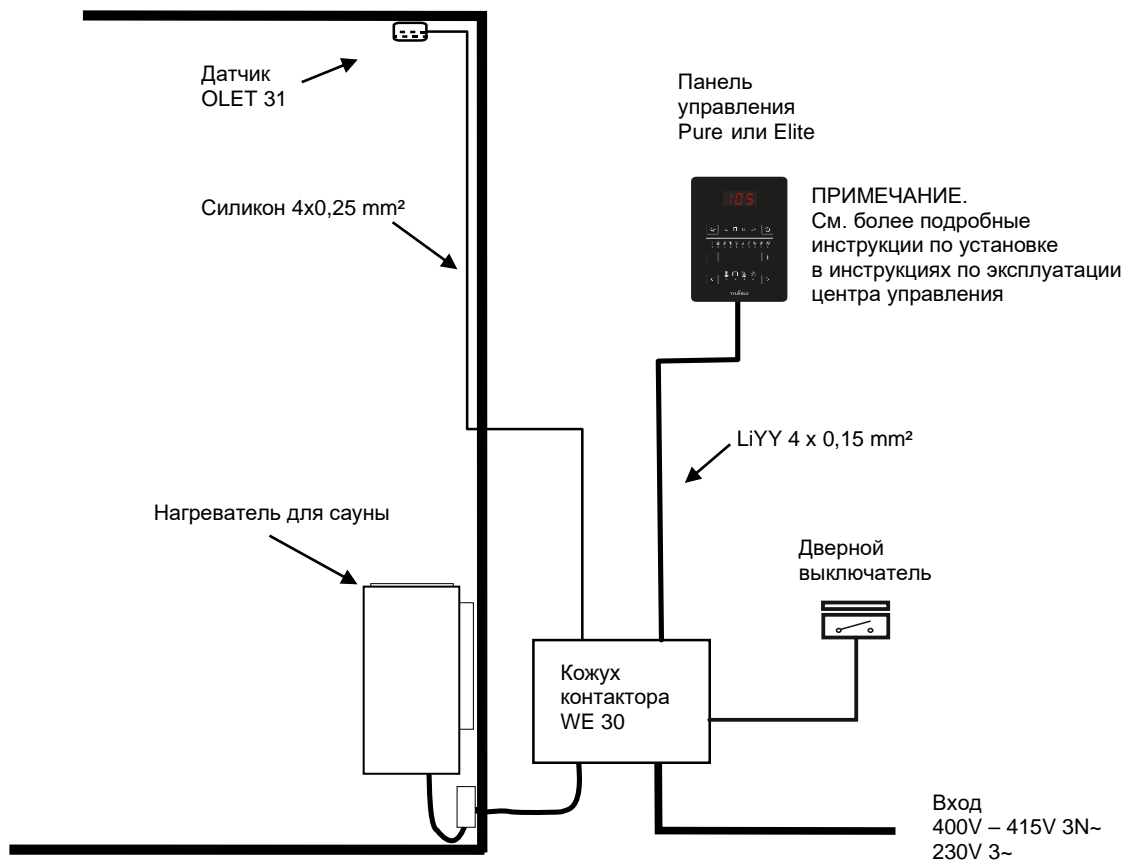 Датчик
OLET 31
Панель
управления
Pure или Elite
Силикон 4x0,25 mm²
105
ПРИМЕЧАНИЕ.
См. более подробные
инструкции по установке
в инструкциях по эксплуатации
центра управления
LiYY 4 x 0,15 mm²
Нагреватель для сауны
Дверной
выключатель
Кожух
контактора
WE 30
Вход
400V – 415V 3N~
230V 3~